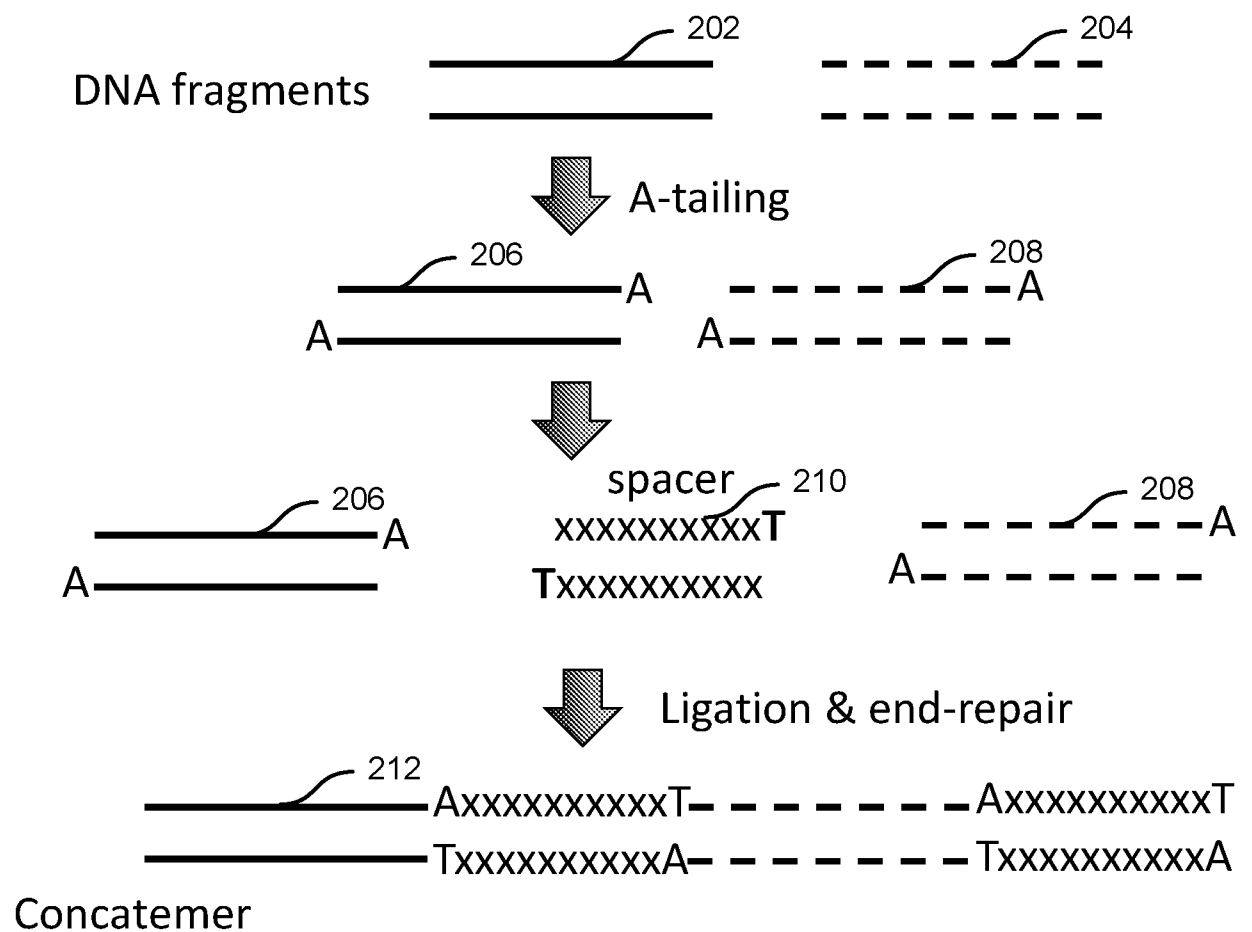 202
204
DNA fragments
A-tailing
206
A
208
A
A
A
spacer
210
206
A
xxxxxxxxxxT
208
A
A
Txxxxxxxxxx
A
Ligation & end-repair
212
AxxxxxxxxxxT
AxxxxxxxxxxT
TxxxxxxxxxxA
TxxxxxxxxxxA
Concatemer